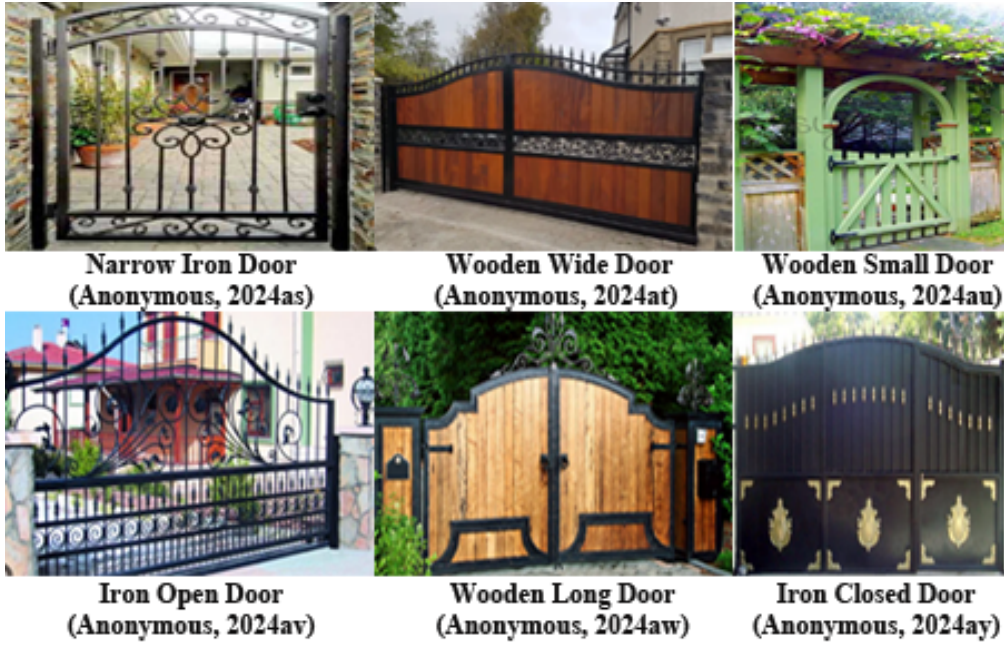 Narrow Iron Door
(Anonymous, 2024as)
Wooden Wide Door
(Anonymous, 2024at)
Wooden Small Door
(Anonymous, 2024au)
Iron Open Door
(Anonymous, 2024av)
Wooden Long Door
(Anonymous, 2024aw)
Iron Closed Door
(Anonymous, 2024ay)